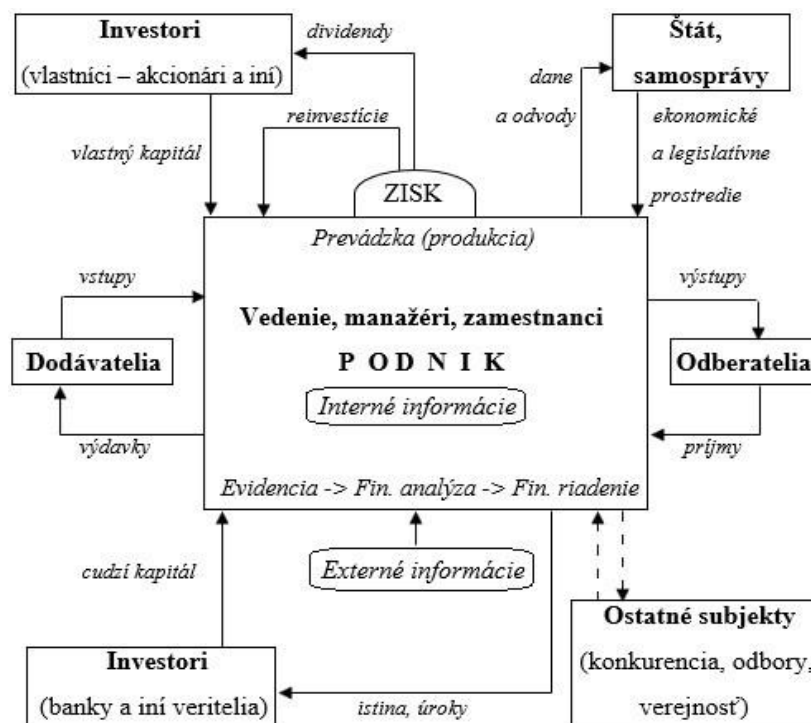 Investori
(vlastníci – akcionári a iní)
dividendy
Štát,
samosprávy
dane
a odvody
reinvestície
vlastný kapitál
ekonomické
a legislatívne
prostredie
ZISK
Prevádzka (produkcia)
vstupy
výstupy
Vedenie, manažéri, zamestnanci
Dodávatelia
P O D N I K
Odberatelia
Interné informácie
výdavky
príjmy
Evidencia -> Fin. analýza -> Fin. riadenie
cudzí kapitál
Externé informácie
Investori
(banky a iní veritelia)
istina, úroky
Ostatné subjekty
(konkurencia, odbory,
verejnosť)